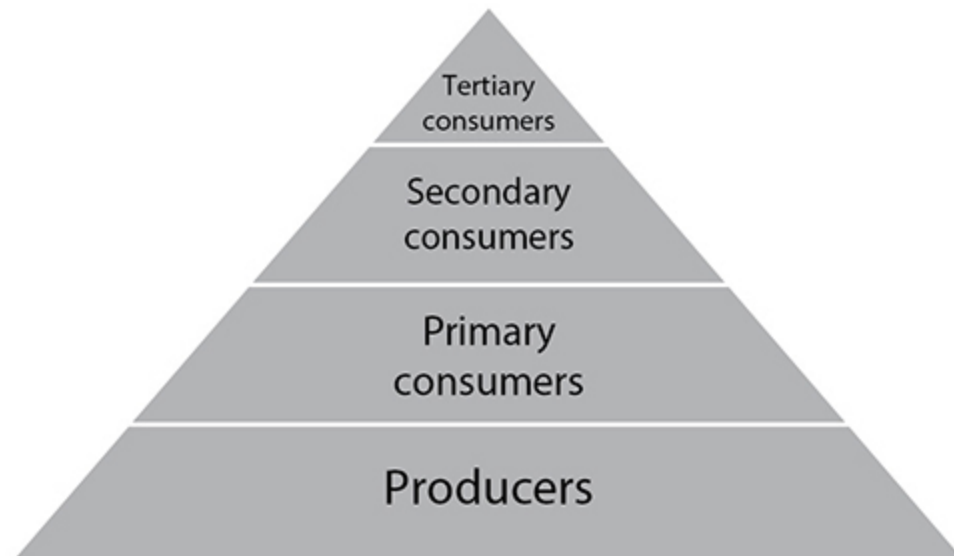 Tertiary
consumers
Secondary
consumers
Primary
consumers
Producers